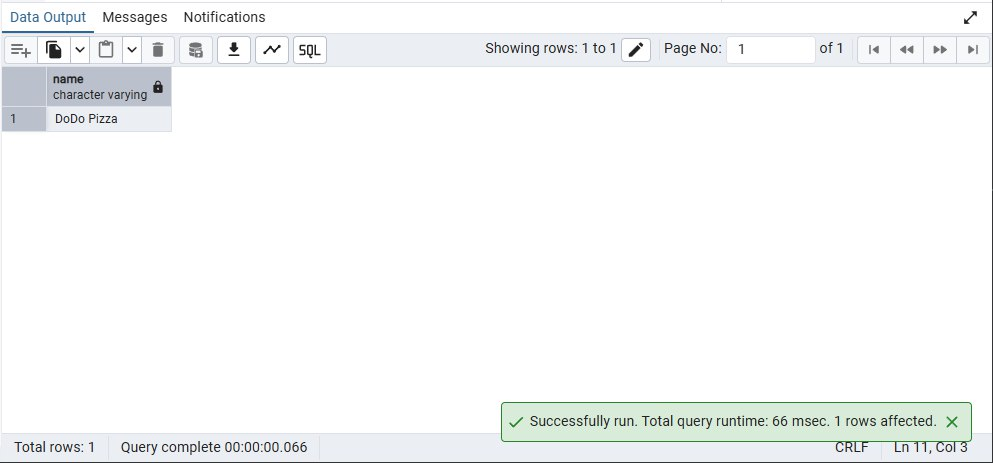 Data Output Messages Notifications
SQL Showing rows: 1 to 1 Page No: 1 of 1
name
character varying
1 DoDo Pizza
Successfully run. Total query runtime: 66 msec. 1 rows affected.
Total rows: 1 Query complete 00:00:00.066 CRLF Ln 11, Col 3